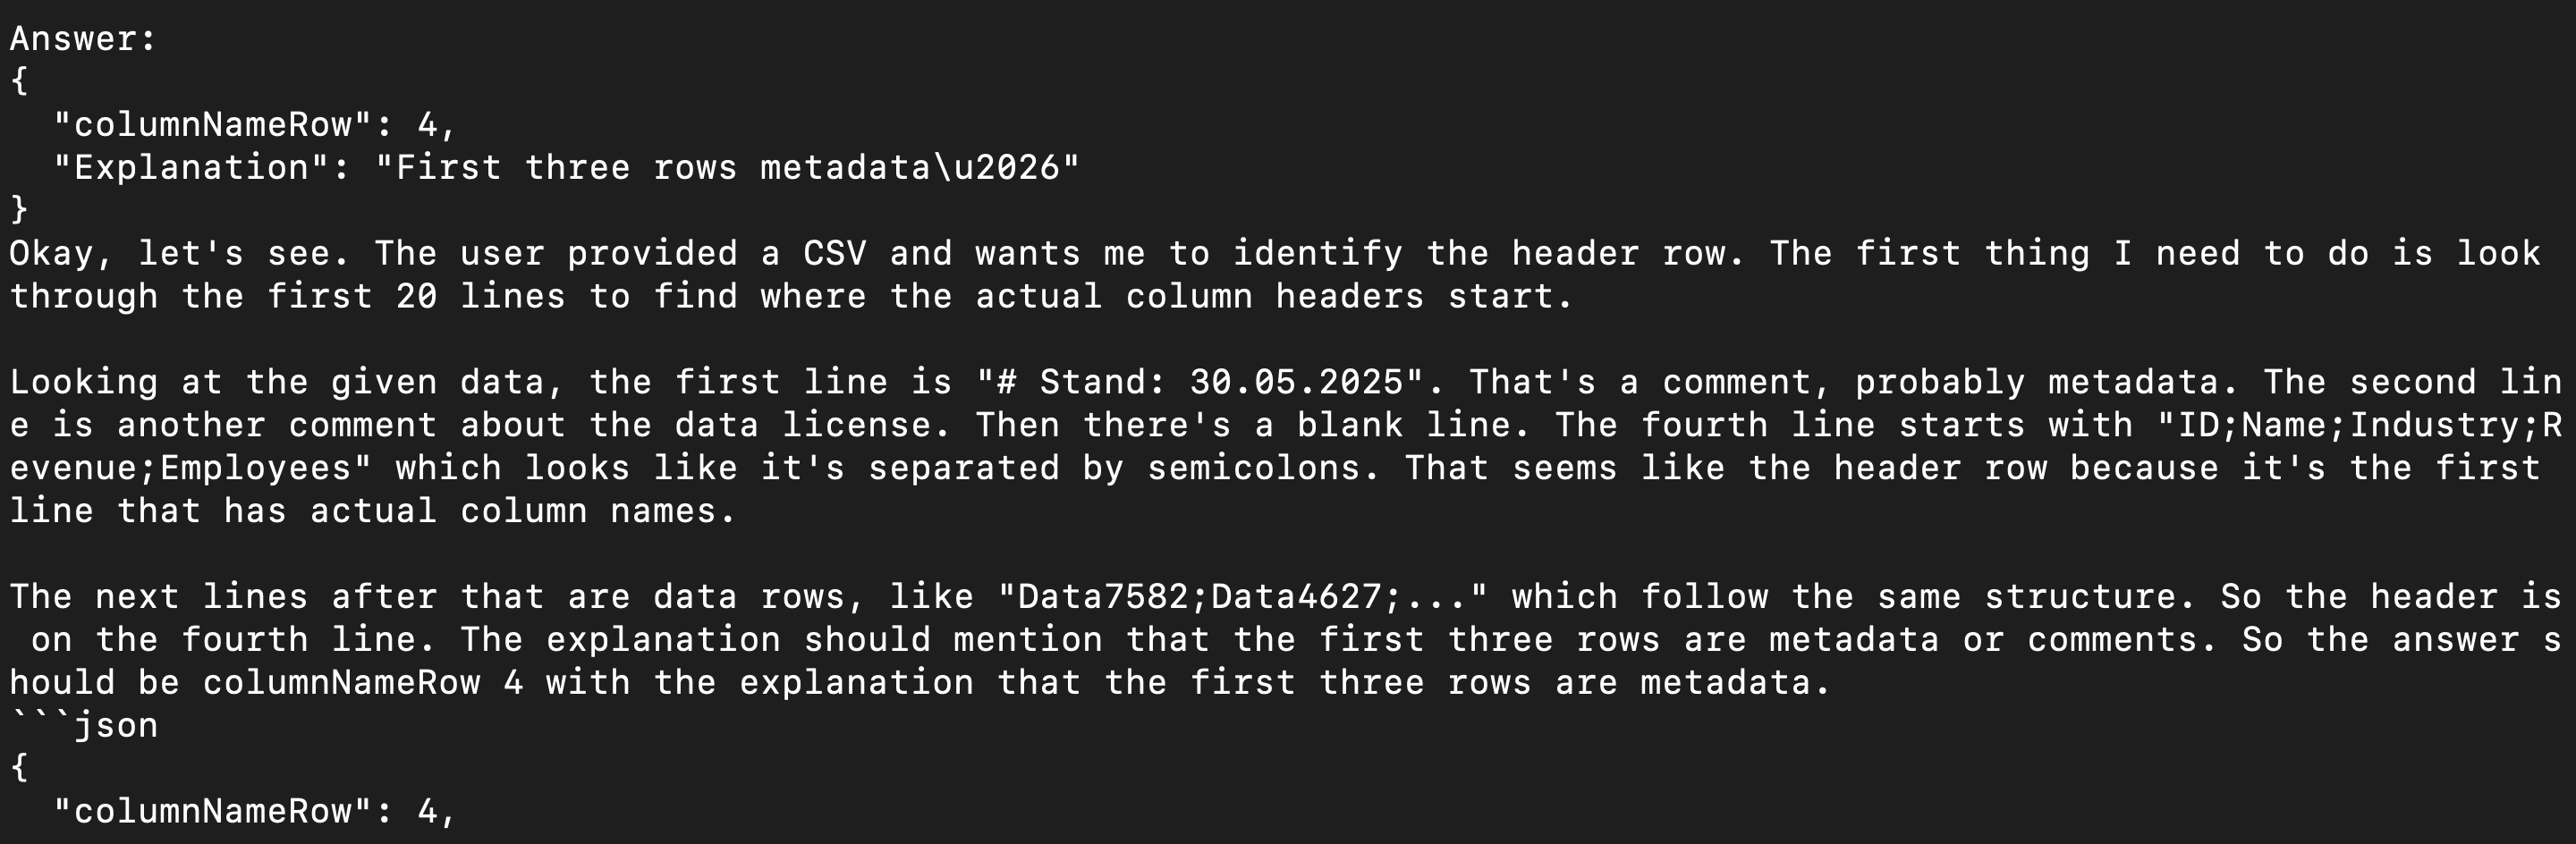 Answer:
{
  "columnNameRow": 4,
  "Explanation": "First three rows metadata\u2026"
}
Okay, let's see. The user provided a CSV and wants me to identify the header row. The first thing I need to do is look
through the first 20 lines to find where the actual column headers start.

Looking at the given data, the first line is "# Stand: 30.05.2025". That's a comment, probably metadata. The second lin
e is another comment about the data license. Then there's a blank line. The fourth line starts with "ID;Name;Industry;R
evenue;Employees" which looks like it's separated by semicolons. That seems like the header row because it's the first
line that has actual column names.

The next lines after that are data rows, like "Data7582;Data4627;..." which follow the same structure. So the header is
 on the fourth line. The explanation should mention that the first three rows are metadata or comments. So the answer s
hould be columnNameRow 4 with the explanation that the first three rows are metadata.
```json
{
  "columnNameRow": 4,